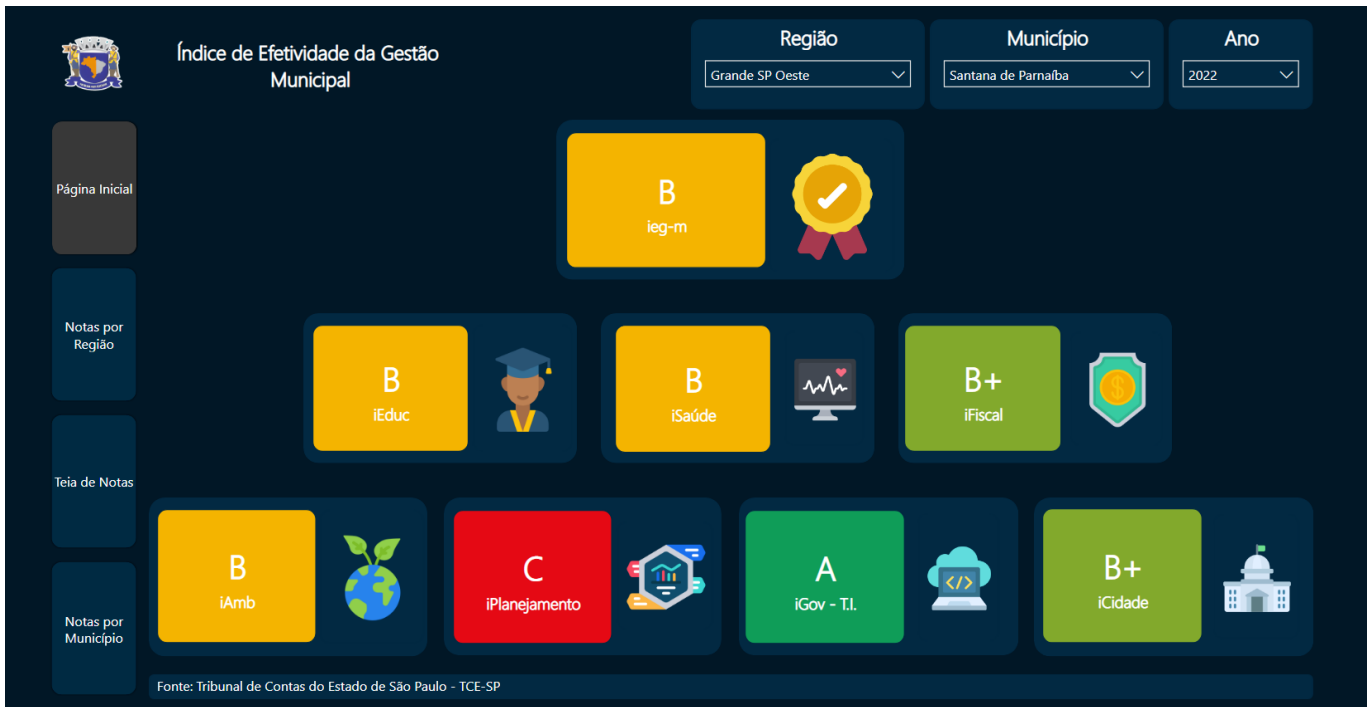 Índice de Efetividade da Gestão
Municipal
Região
Grande SP Oeste
Município
Santana de Parnaíba
Ano
2022
Página Inicial
Notas por
Região
Teia de Notas
Notas por
Município
B
ieg-m
B
iEduc
B
iSaúde
B+
iFiscal
B
iAmb
C
iPlanejamento
A
iGov - T.I.
B+
iCidade
Fonte: Tribunal de Contas do Estado de São Paulo - TCE-SP